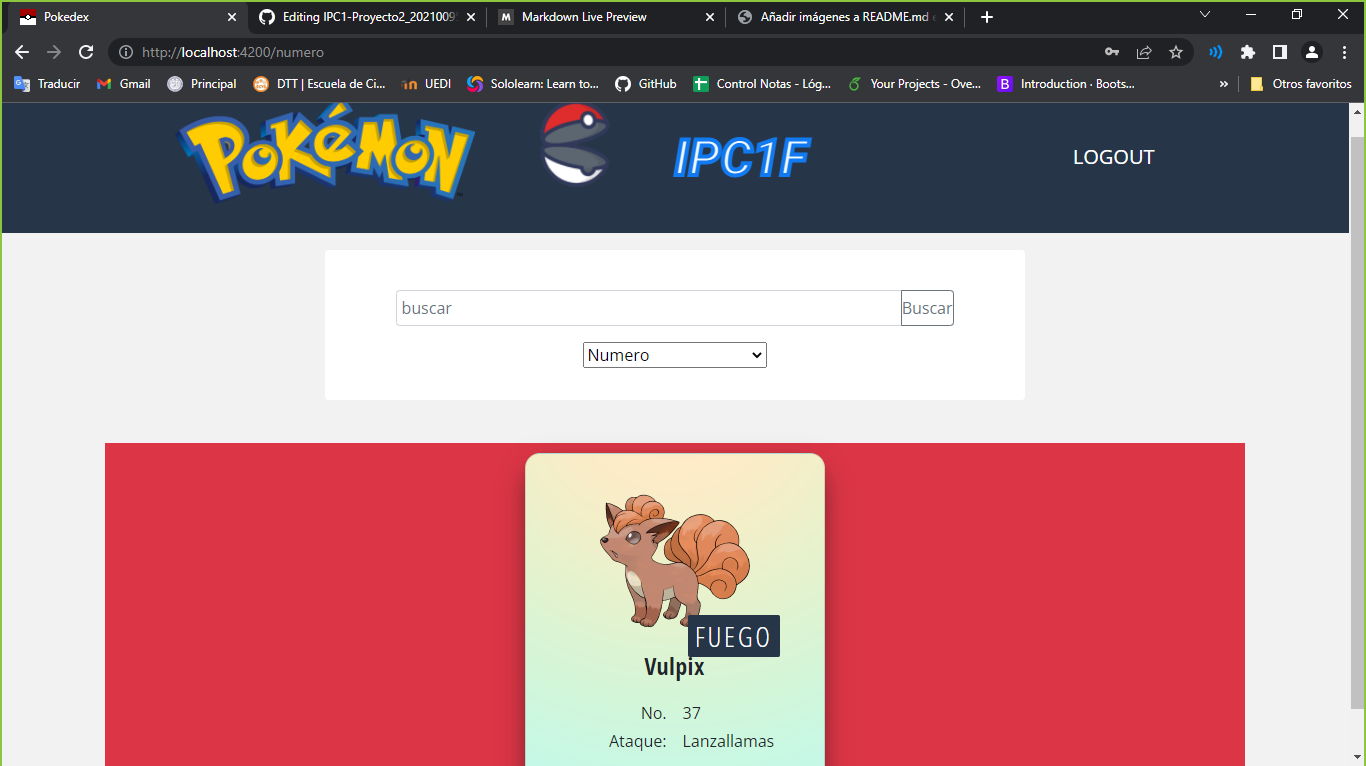 Pokedex
Editing IPC1-Proyecto2_2021009
Markdown Live Preview
Añadir imágenes a README.md
http://localhost:4200/numero
Traducir
Gmail
Principal
DTT | Escuela de Ci...
UEDI
Sololearn: Learn to...
GitHub
Control Notas - Lóg...
Your Projects - Ove...
Introduction · Boots...
»
Otros favoritos
POKéMON
IPC1F
LOGOUT
buscar
Buscar
Numero
FUEGO
Vulpix
No. 37
Ataque: Lanzallamas